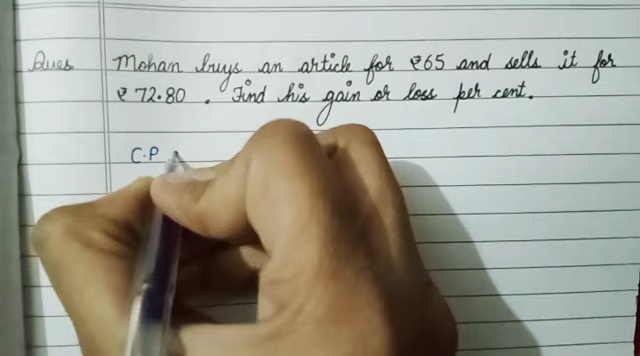 Ques Mohan buys an article for ₹65 and sells it for
₹72.80 . Find his gain or loss per cent.
C.P